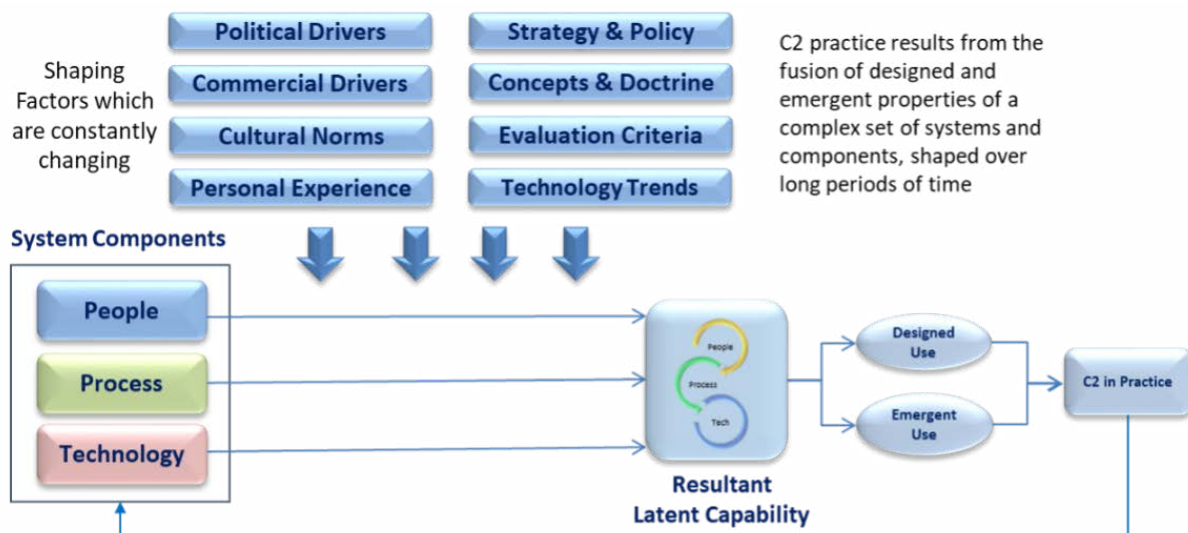 Political Drivers
Strategy & Policy
Shaping
Factors which
are constantly
changing
Commercial Drivers
Concepts & Doctrine
Cultural Norms
Evaluation Criteria
Personal Experience
Technology Trends
C2 practice results from the
fusion of designed and
emergent properties of a
complex set of systems and
components, shaped over
long periods of time
System Components
People
Process
Technology
People
Process
Tech
Resultant
Latent Capability
Designed
Use
Emergent
Use
C2 in Practice